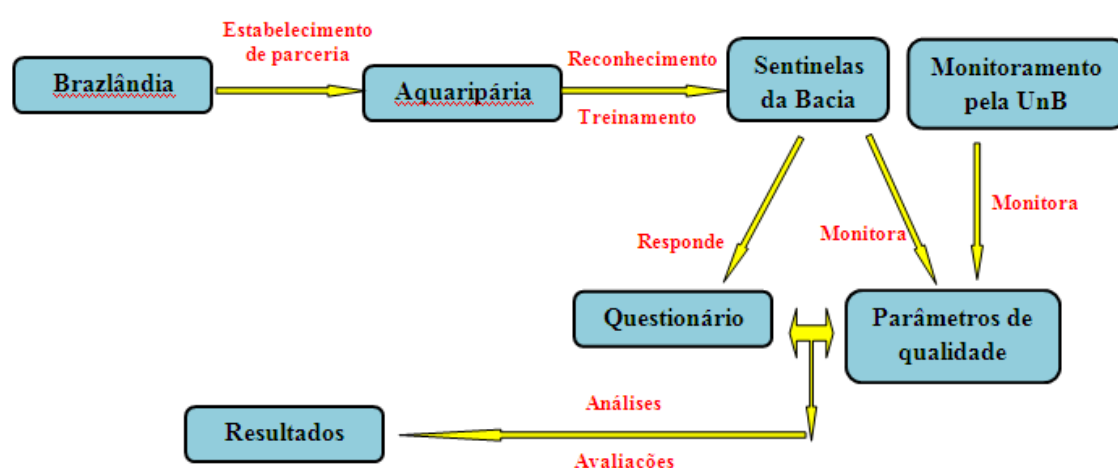 Estabelecimento
de parceria
Brazlândia
Aquaripária
Reconhecimento
Treinamento
Sentinelas
da Bacia
Monitoramento
pela UnB
Responde
Monitora
Monitora
Questionário
Parâmetros de
qualidade
Análises
Avaliações
Resultados